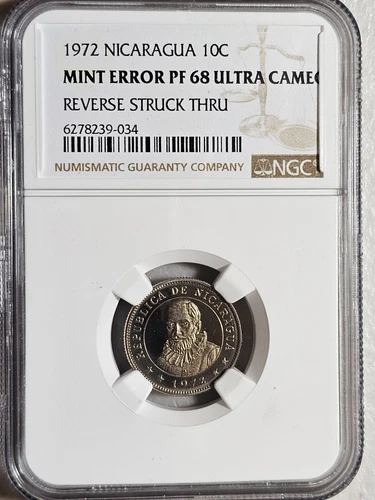 1972 NICARAGUA 10C
MINT ERROR PF 68 ULTRA CAMEO
REVERSE STRUCK THRU
6278239-034
NUMISMATIC GUARANTY COMPANY
NGC
REPUBLICA DE NICARAGUA
1972